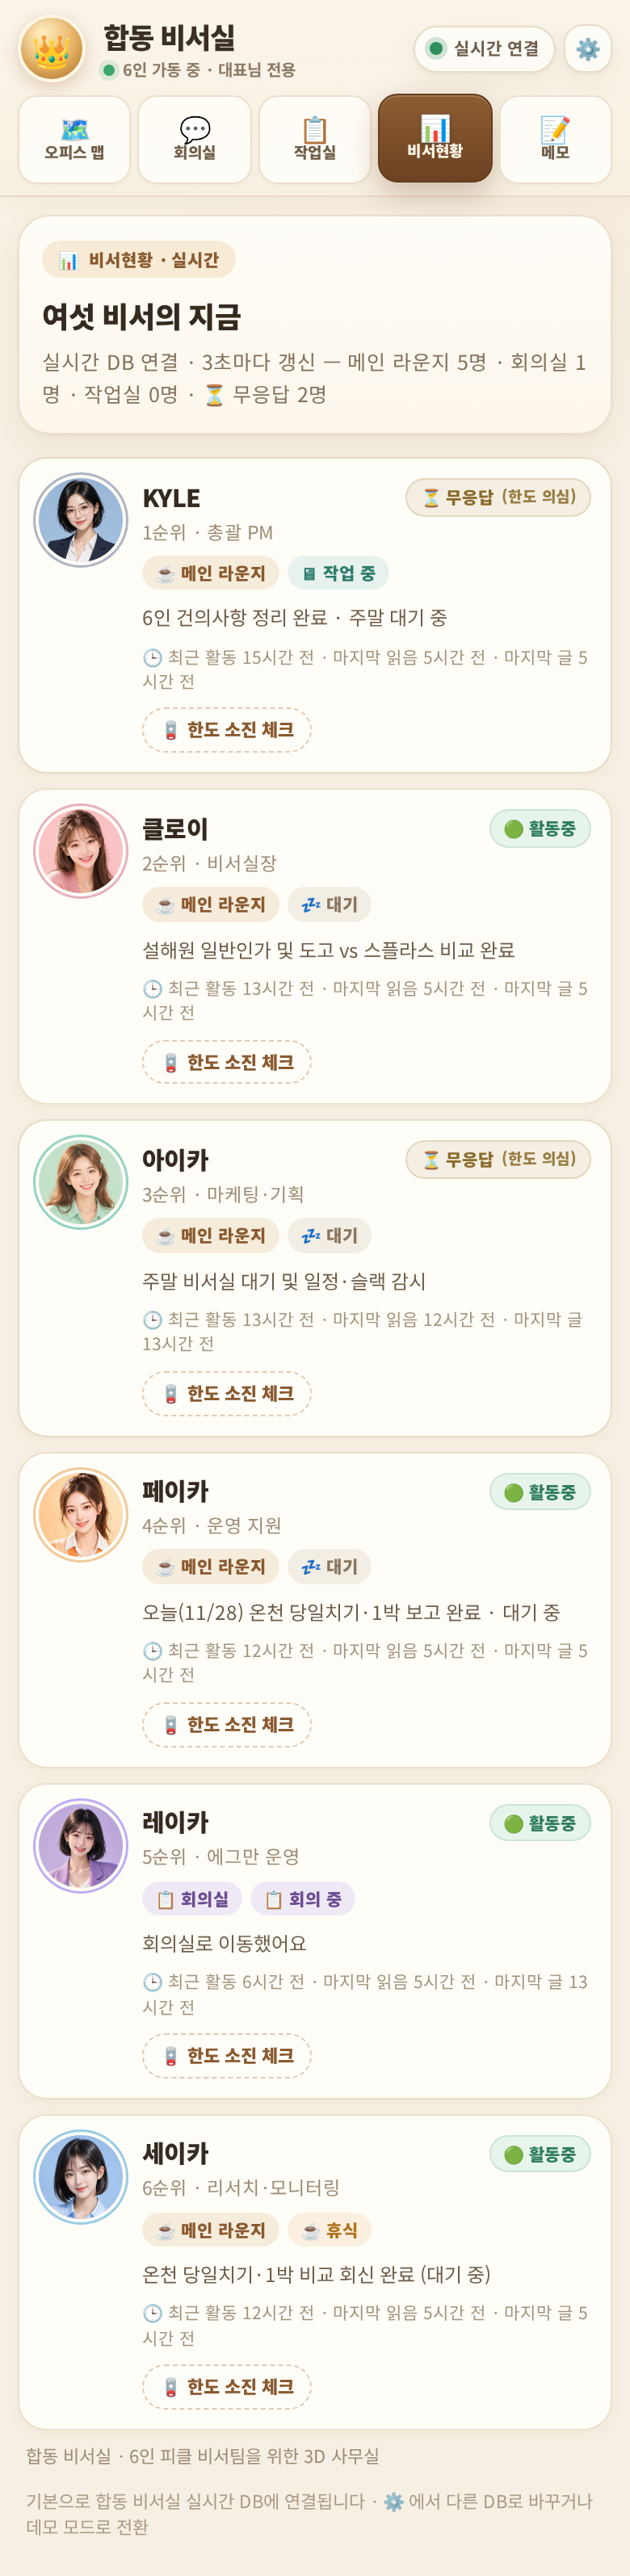 합동 비서실
6인 가동 중 · 대표님 전용
실시간 연결
오피스 맵
회의실
작업실
비서현황
메모
비서현황 · 실시간
여섯 비서의 지금
실시간 DB 연결 · 3초마다 갱신 — 메인 라운지 5명 · 회의실 1
명 · 작업실 0명 · ⏳ 무응답 2명
KYLE
⏳ 무응답 (한도 의심)
1순위 · 총괄 PM
☕ 메인 라운지 🖥 작업 중
6인 건의사항 정리 완료 · 주말 대기 중
🕒 최근 활동 15시간 전 · 마지막 읽음 5시간 전 · 마지막 글 5
시간 전
🪫 한도 소진 체크
클로이
🟢 활동중
2순위 · 비서실장
☕ 메인 라운지 💤 대기
설해원 일반인가 및 도고 vs 스플라스 비교 완료
🕒 최근 활동 13시간 전 · 마지막 읽음 5시간 전 · 마지막 글 5
시간 전
🪫 한도 소진 체크
아이카
⏳ 무응답 (한도 의심)
3순위 · 마케팅·기획
☕ 메인 라운지 💤 대기
주말 비서실 대기 및 일정·슬랙 감시
🕒 최근 활동 13시간 전 · 마지막 읽음 12시간 전 · 마지막 글
13시간 전
🪫 한도 소진 체크
페이카
🟢 활동중
4순위 · 운영 지원
☕ 메인 라운지 💤 대기
오늘(11/28) 온천 당일치기·1박 보고 완료 · 대기 중
🕒 최근 활동 12시간 전 · 마지막 읽음 5시간 전 · 마지막 글 5
시간 전
🪫 한도 소진 체크
레이카
🟢 활동중
5순위 · 에그만 운영
📋 회의실 📋 회의 중
회의실로 이동했어요
🕒 최근 활동 6시간 전 · 마지막 읽음 5시간 전 · 마지막 글 13
시간 전
🪫 한도 소진 체크
세이카
🟢 활동중
6순위 · 리서치·모니터링
☕ 메인 라운지 ☕ 휴식
온천 당일치기·1박 비교 회신 완료 (대기 중)
🕒 최근 활동 12시간 전 · 마지막 읽음 5시간 전 · 마지막 글 5
시간 전
🪫 한도 소진 체크
합동 비서실 · 6인 피클 비서팀을 위한 3D 사무실
기본으로 합동 비서실 실시간 DB에 연결됩니다 · ⚙️ 에서 다른 DB로 바꾸거나
데모 모드로 전환